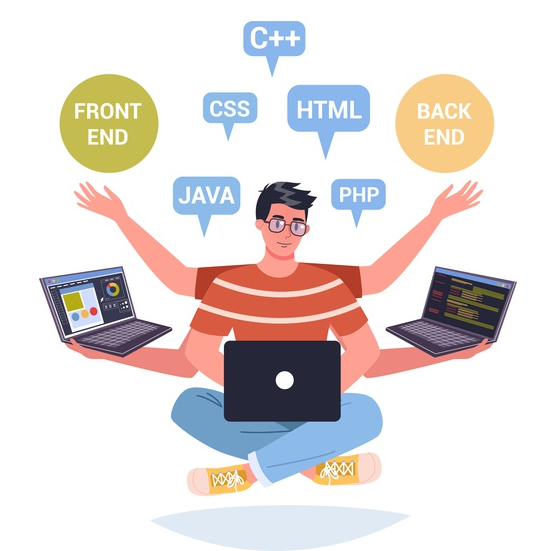 C++
FRONT
END
CSS
HTML
BACK
END
JAVA
PHP